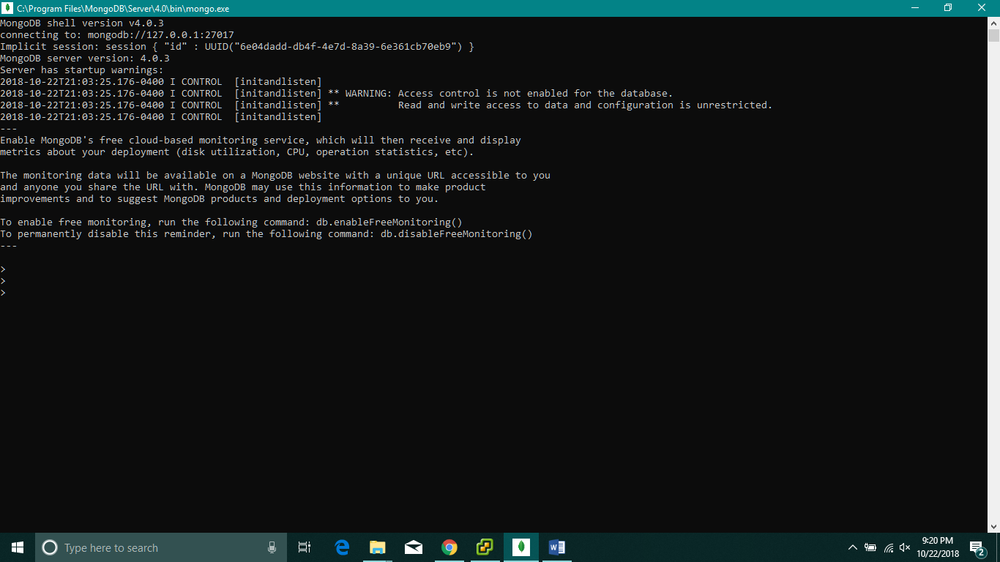 C:\Program Files\MongoDB\Server\4.0\bin\mongo.exe
MongoDB shell version v4.0.3
connecting to: mongodb://127.0.0.1:27017
Implicit session: session { "id" : UUID("6e04dadd-db4f-4e7d-8a39-6e361cb70eb9") }
MongoDB server version: 4.0.3
Server has startup warnings:
2018-10-22T21:03:25.176-0400 I CONTROL  [initandlisten]
2018-10-22T21:03:25.176-0400 I CONTROL  [initandlisten] ** WARNING: Access control is not enabled for the database.
2018-10-22T21:03:25.176-0400 I CONTROL  [initandlisten] **          Read and write access to data and configuration is unrestricted.
2018-10-22T21:03:25.176-0400 I CONTROL  [initandlisten]
---
Enable MongoDB's free cloud-based monitoring service, which will then receive and display
metrics about your deployment (disk utilization, CPU, operation statistics, etc).

The monitoring data will be available on a MongoDB website with a unique URL accessible to you
and anyone you share the URL with. MongoDB may use this information to make product
improvements and to suggest MongoDB products and deployment options to you.

To enable free monitoring, run the following command: db.enableFreeMonitoring()
To permanently disable this reminder, run the following command: db.disableFreeMonitoring()
---

>
>
>
Type here to search
9:20 PM
10/22/2018
2